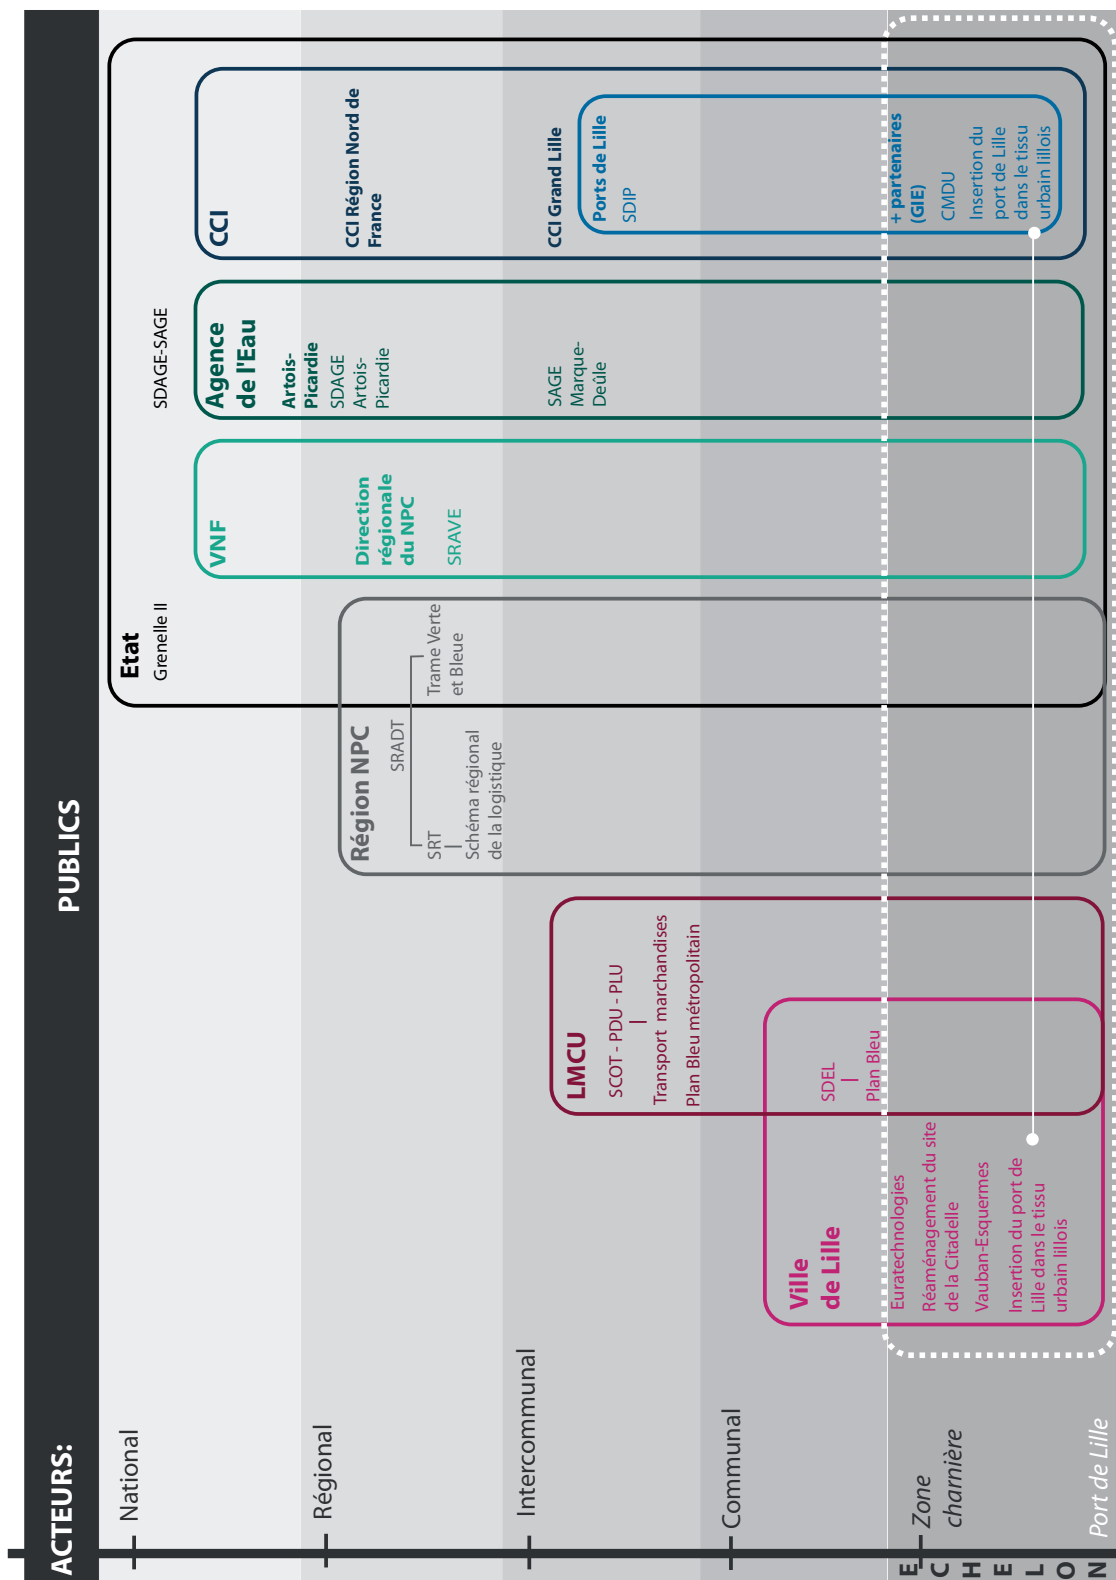 ACTEURS:
PUBLICS
National
Régional
Intercommunal
Communal
Zone
charnière
Port de Lille
ECHELON
Ville
de Lille
Euratechnologies
Réaménagement du site
de la Citadelle
Vauban-Esquermes
Insertion du port de
Lille dans le tissu
urbain lillois
SDEL
Plan Bleu
LMCU
SCOT - PDU - PLU
Transport marchandises
Plan Bleu métropolitain
Région NPC
SRADT
SRT
Schéma régional
de la logistique
Trame Verte
et Bleue
Etat
Grenelle II
SDAGE-SAGE
VNF
Direction
régionale
du NPC
SRAVE
Agence
de l'Eau
Artois-
Picardie
SDAGE
Artois-
Picardie
SAGE
Marque-
Deûle
CCI
CCI Région Nord de
France
CCI Grand Lille
Ports de Lille
SDIP
+ partenaires
(GIE)
CMDU
Insertion du
port de Lille
dans le tissu
urbain lillois